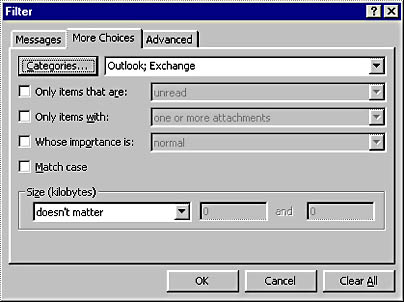 Filter
Messages More Choices Advanced
Categories... Outlook; Exchange
Only items that are: unread
Only items with: one or more attachments
Whose importance is: normal
Match case
Size (kilobytes)
doesn't matter 0 and 0
OK Cancel Clear All